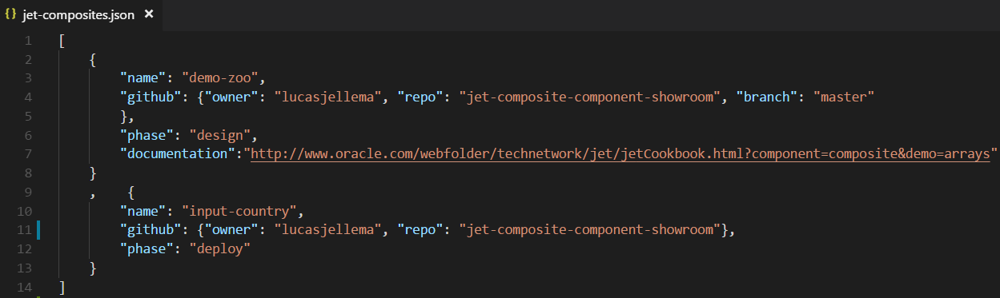 {} jet-composites.json ×
1 [
2 {
3 "name": "demo-zoo",
4 "github": {"owner": "lucasjellema", "repo": "jet-composite-component-showroom", "branch": "master"
5 },
6 "phase": "design",
7 "documentation":"http://www.oracle.com/webfolder/technetwork/jet/jetCookbook.html?component=composite&demo=arrays"
8 }
9 ,    {
10 "name": "input-country",
11 "github": {"owner": "lucasjellema", "repo": "jet-composite-component-showroom"},
12 "phase": "deploy"
13 }
14 ]